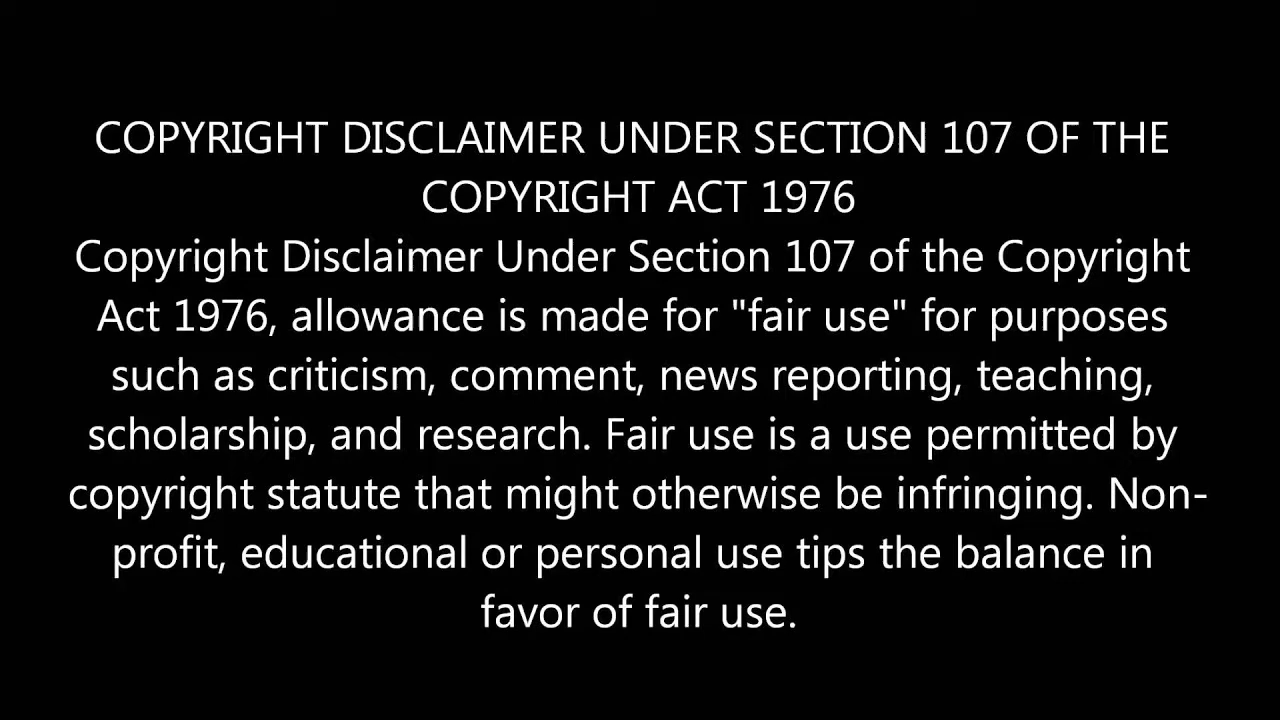 COPYRIGHT DISCLAIMER UNDER SECTION 107 OF THE
COPYRIGHT ACT 1976
Copyright Disclaimer Under Section 107 of the Copyright
Act 1976, allowance is made for "fair use" for purposes
such as criticism, comment, news reporting, teaching,
scholarship, and research. Fair use is a use permitted by
copyright statute that might otherwise be infringing. Non-
profit, educational or personal use tips the balance in
favor of fair use.